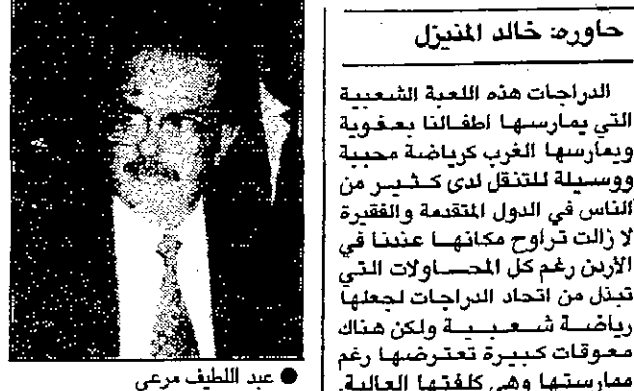 حاوره: خالد المنيزل
الدراجات هذه اللعبة الشعبية
التي يمارسها اطفالنا بعفوية
ويمارسها الغرب كرياضة محببة
ووسيلة للتنقل لدى كثير من
الناس في الدول المتقدمة والفقيرة
لا زالت تراوح مكانها عندنا في
الأردن رغم كل المحاولات التي
تبذل من اتحاد الدراجات لجعلها
رياضة شعبية ولكن هناك
معوقات كبيرة تعترضها رغم
ممارستها وهي كلفتها العالية.
● عبد اللطيف مرعي